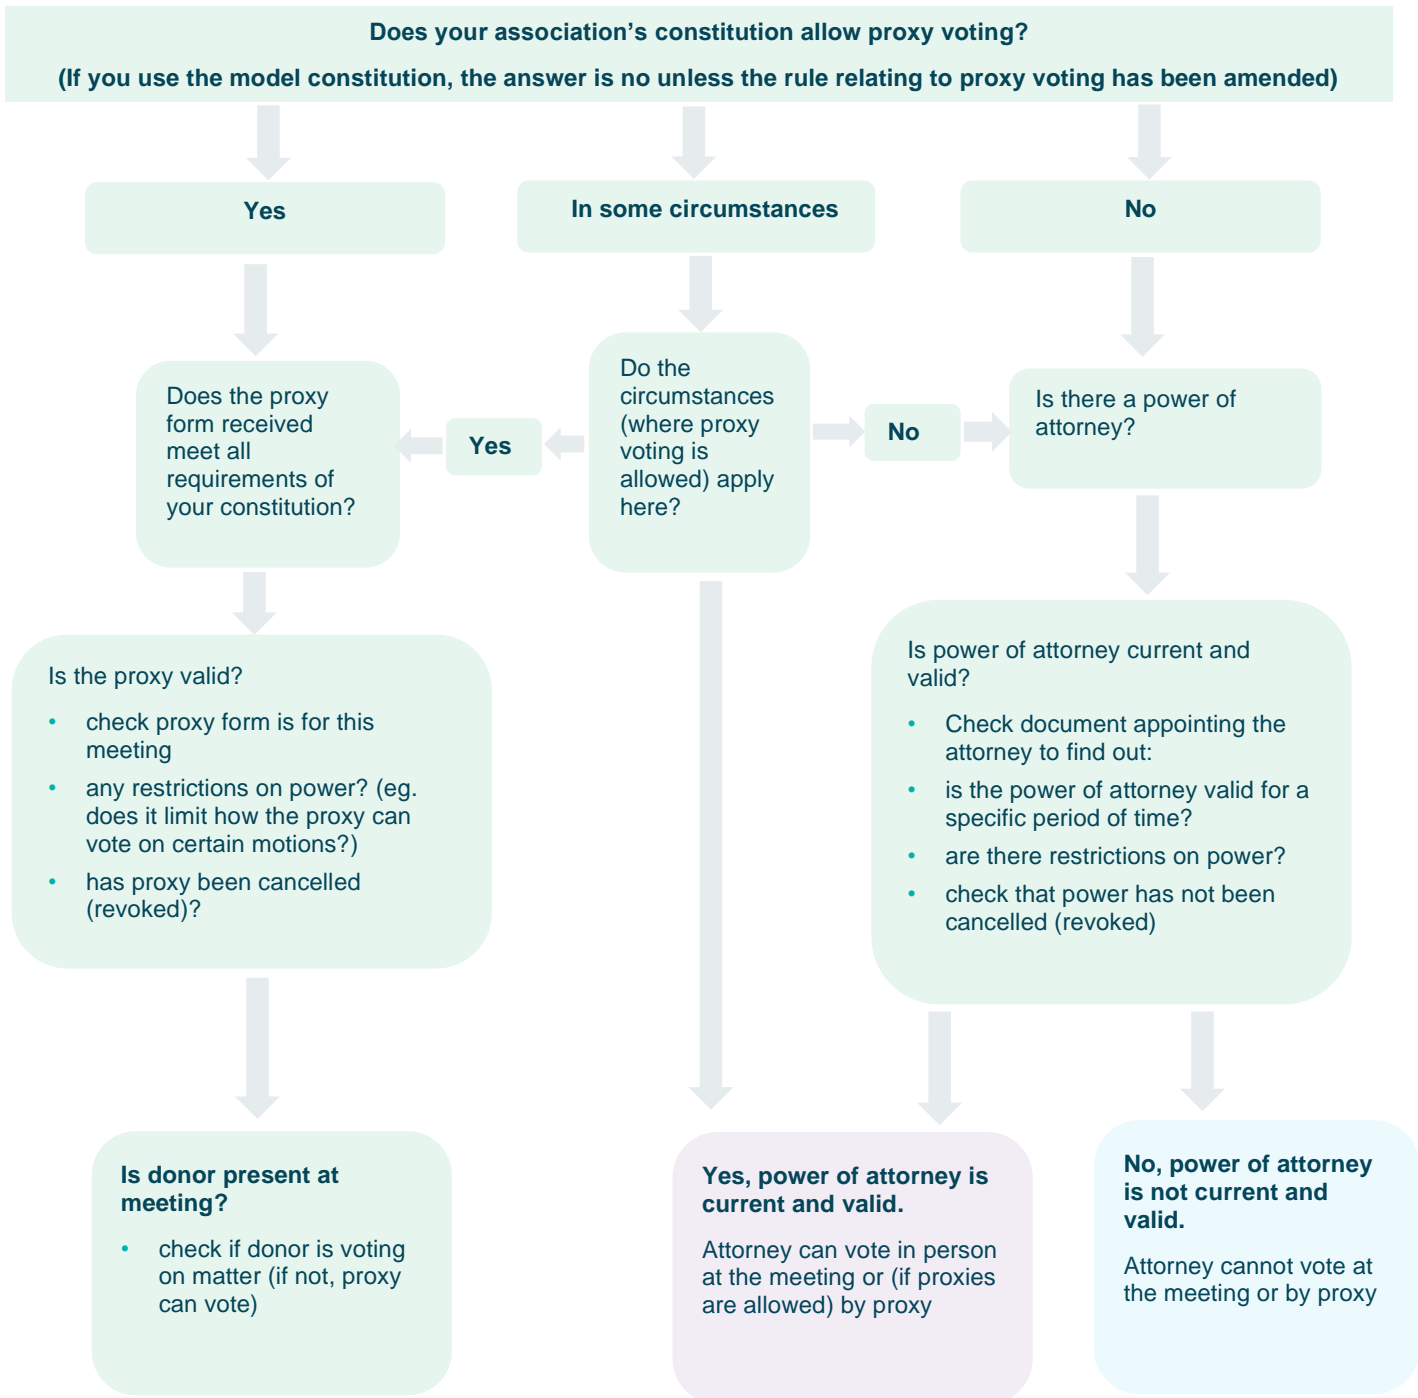 Does your association's constitution allow proxy voting?
(If you use the model constitution, the answer is no unless the rule relating to proxy voting has been amended)
Yes
In some circumstances
No
Does the proxy
form received
meet all
requirements of
your constitution?
Yes
Do the
circumstances
(where proxy
voting is
allowed) apply
here?
No
Is there a power of
attorney?
Is the proxy valid?
• check proxy form is for this
meeting
• any restrictions on power? (eg.
does it limit how the proxy can
vote on certain motions?)
• has proxy been cancelled
(revoked)?
Is power of attorney current and
valid?
• Check document appointing the
attorney to find out:
• is the power of attorney valid for a
specific period of time?
• are there restrictions on power?
• check that power has not been
cancelled (revoked)
Is donor present at
meeting?
• check if donor is voting
on matter (if not, proxy
can vote)
Yes, power of attorney is
current and valid.
Attorney can vote in person
at the meeting or (if proxies
are allowed) by proxy
No, power of attorney
is not current and
valid.
Attorney cannot vote at
the meeting or by proxy